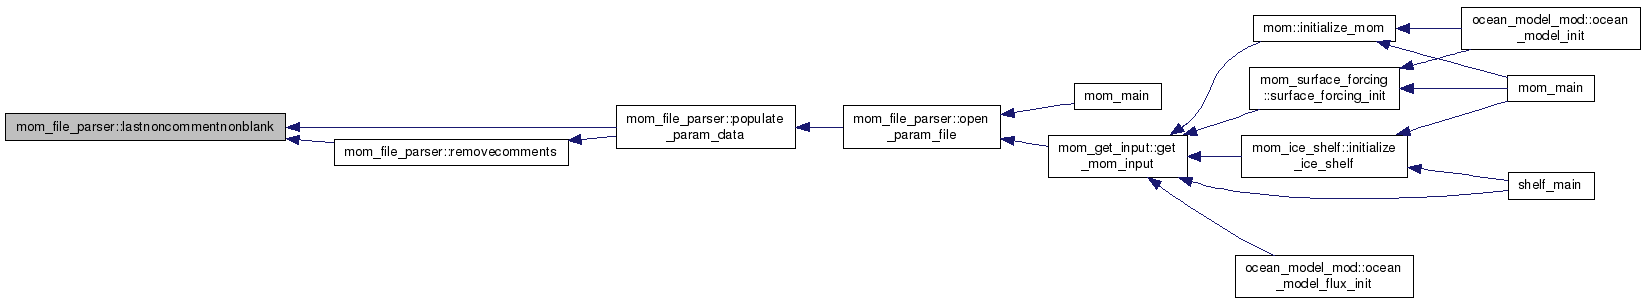 mom_file_parser::lastnoncommentnonblank
mom_file_parser::removecomments
mom_file_parser::populate
_param_data
mom_file_parser::open
_param_file
mom_main
mom_get_input::get
_mom_input
mom::initialize_mom
mom_surface_forcing
::surface_forcing_init
mom_ice_shelf::initialize
_ice_shelf
ocean_model_mod::ocean
_model_flux_init
ocean_model_mod::ocean
_model_init
mom_main
shelf_main